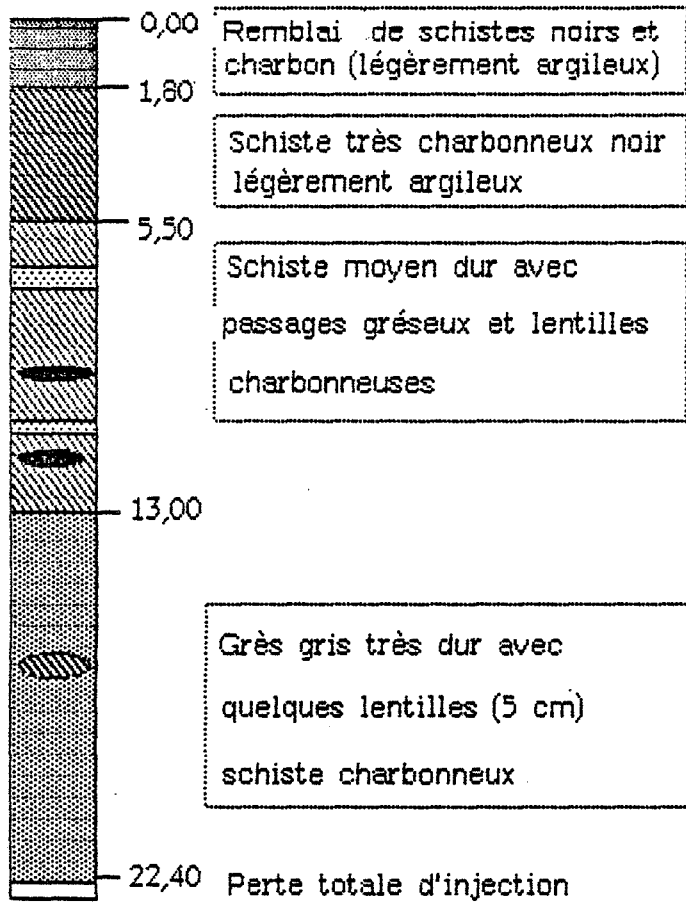 0,00
Remblai de schistes noirs et
charbon (légèrement argileux)
1,80
Schiste très charbonneux noir
légèrement argileux
5,50
Schiste moyen dur avec
passages gréseux et lentilles
charbonneuses
13,00
Grès gris très dur avec
quelques lentilles (5 cm)
schiste charbonneux
22,40
Perte totale d'injection